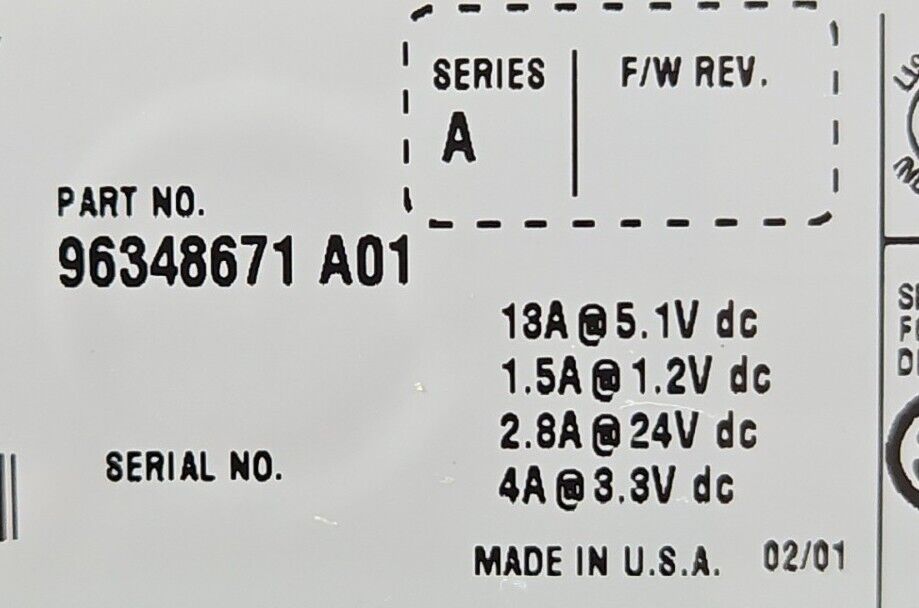 SERIES F/W REV.
A
PART NO.
96348671 A01
13A@5.1V dc
1.5A@1.2V dc
2.8A@24V dc
4A@3.3V dc
SERIAL NO.
MADE IN U.S.A. 02/01